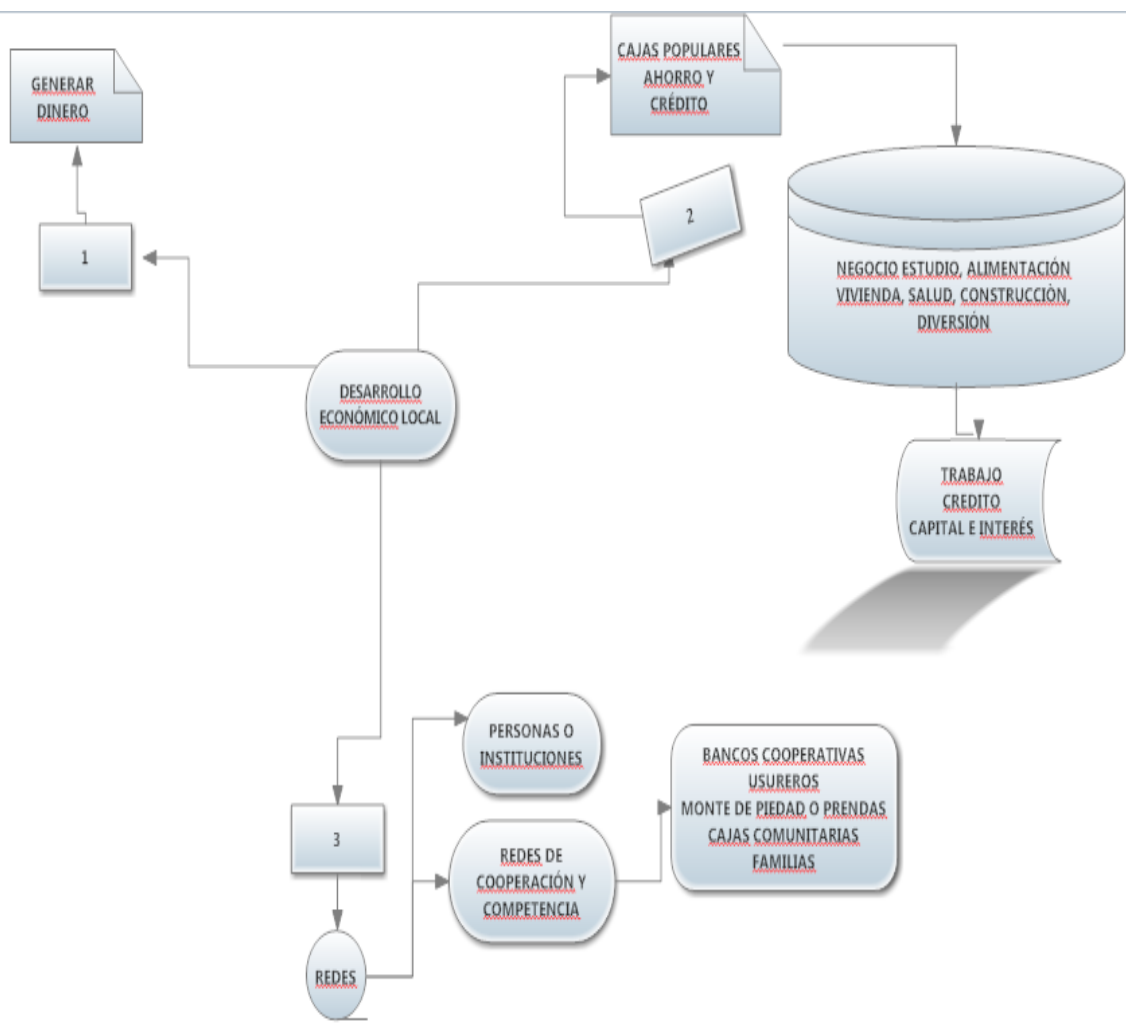 GENERAR
DINERO
1
CAJAS POPULARES
AHORRO Y
CRÉDITO
2
NEGOCIO ESTUDIO, ALIMENTACIÓN
VIVIENDA, SALUD, CONSTRUCCIÒN,
DIVERSIÓN
DESARROLLO
ECONÓMICO LOCAL
TRABAJO
CREDITO
CAPITAL E INTERÉS
PERSONAS O
INSTITUCIONES
BANCOS COOPERATIVAS
USUREROS
MONTE DE PIEDAD O PRENDAS
CAJAS COMUNITARIAS
FAMILIAS
3
REDES DE
COOPERACIÓN Y
COMPETENCIA
REDES